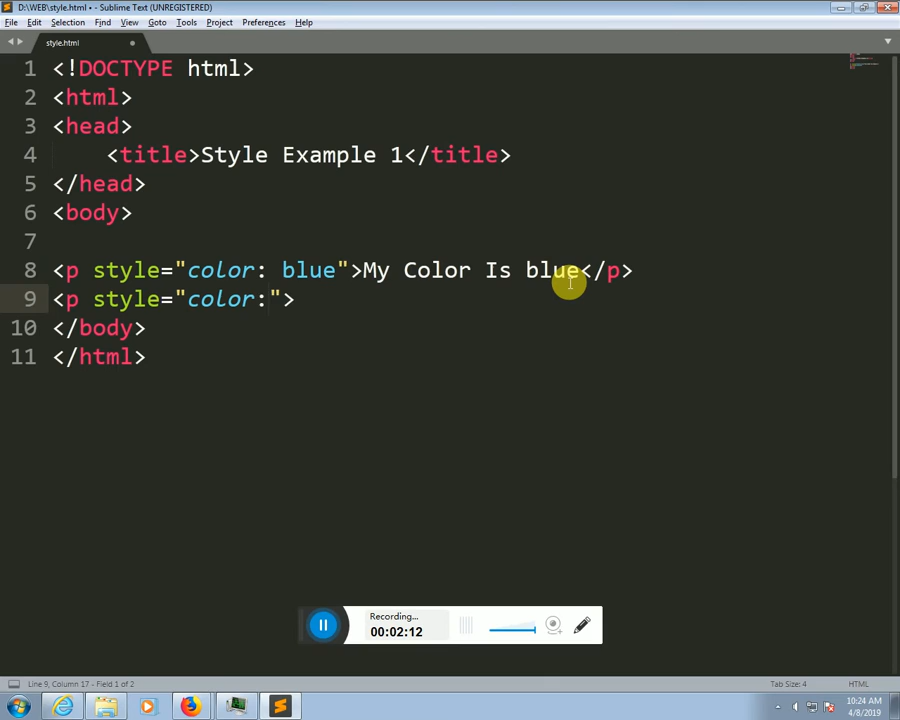 D:\WEB\style.html • - Sublime Text (UNREGISTERED)
File Edit Selection Find View Goto Tools Project Preferences Help
style.html
1 <!DOCTYPE html>
2 <html>
3 <head>
4 <title>Style Example 1</title>
5 </head>
6 <body>
7
8 <p style="color: blue">My Color Is blue</p>
9 <p style="color:">
10 </body>
11 </html>
Recording...
00:02:12
Line 9, Column 17 - Field 1 of 2 Tab Size: 4 HTML
10:24 AM
4/8/2019